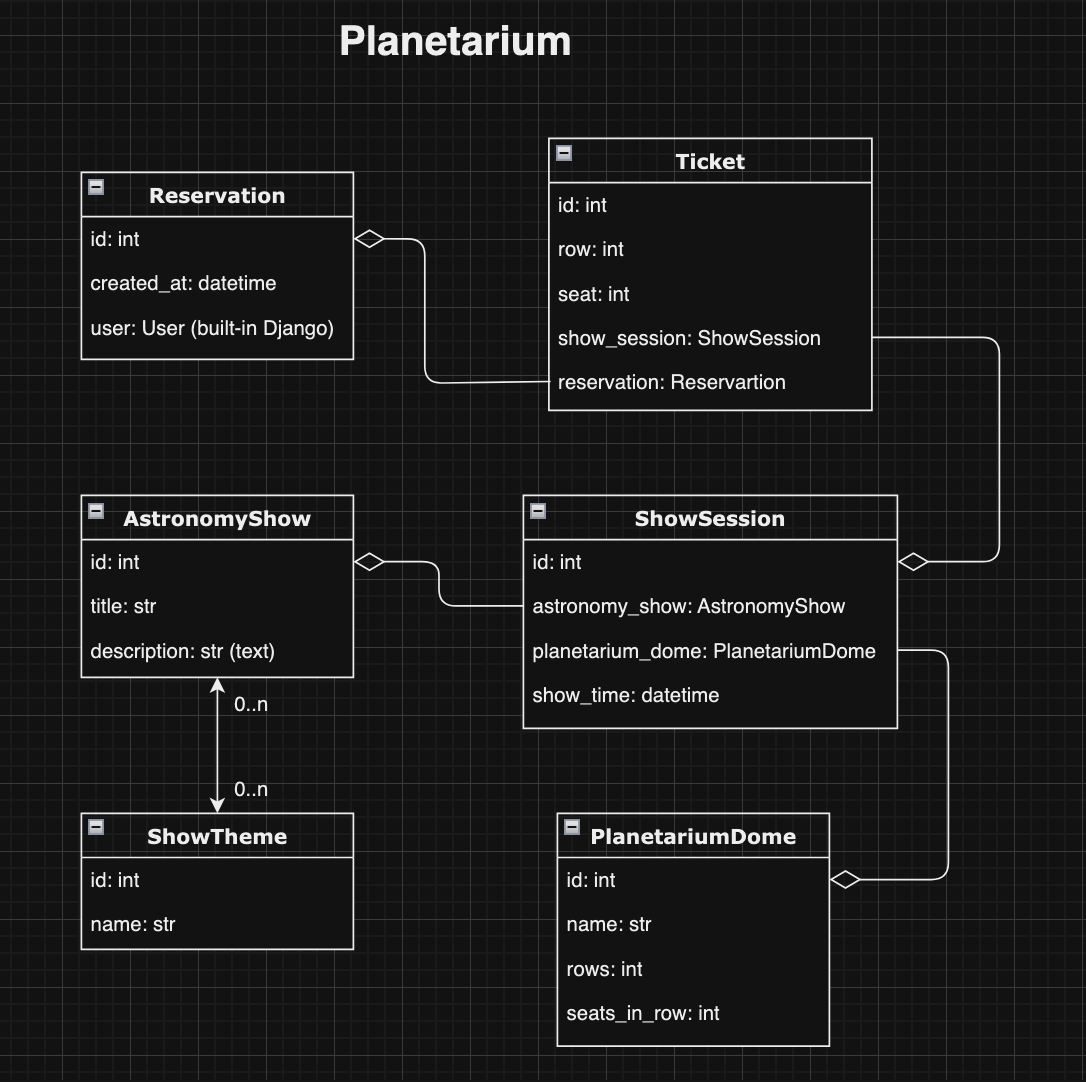 Planetarium
Reservation
id: int
created_at: datetime
user: User (built-in Django)
Ticket
id: int
row: int
seat: int
show_session: ShowSession
reservation: Reservartion
AstronomyShow
id: int
title: str
description: str (text)
ShowSession
id: int
astronomy_show: AstronomyShow
planetarium_dome: PlanetariumDome
show_time: datetime
0..n
0..n
ShowTheme
id: int
name: str
PlanetariumDome
id: int
name: str
rows: int
seats_in_row: int